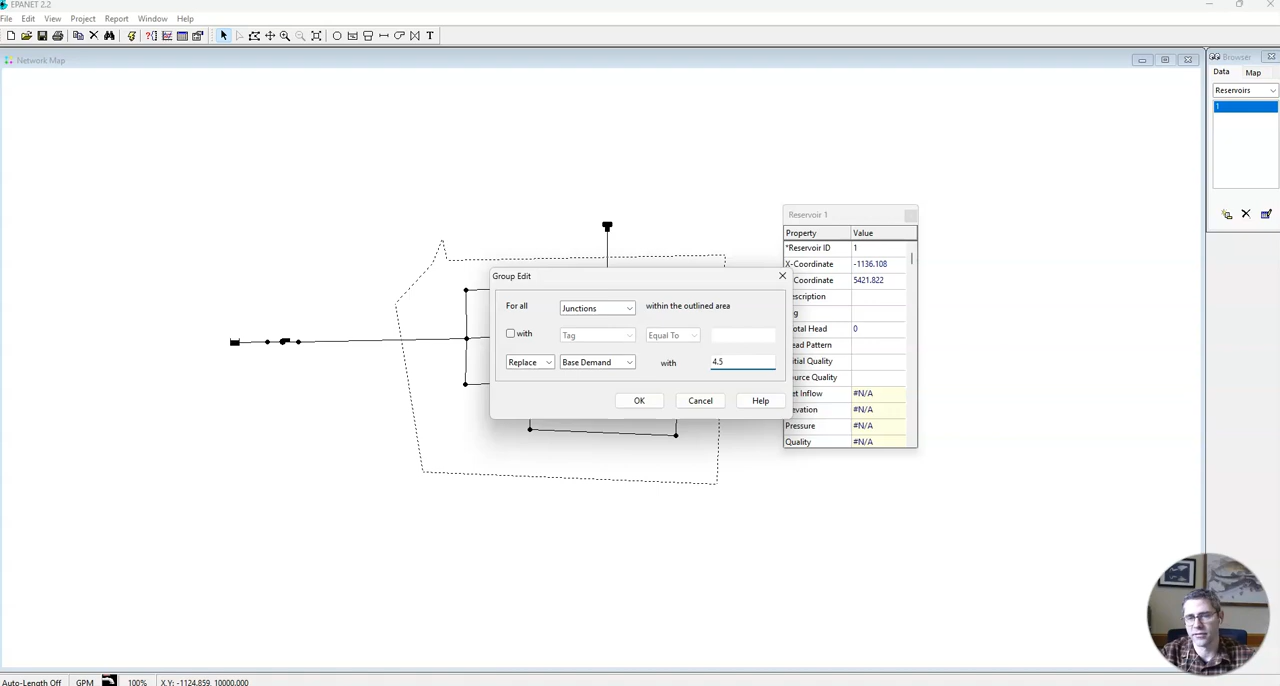 EPANET 2.2
File Edit View Project Report Window Help
T
Network Map
Browser
Data Map
Reservoirs
1
Reservoir 1
Property Value
*Reservoir ID 1
X-Coordinate -1136.108
-Coordinate 5421.822
escription
g
otal Head 0
ead Pattern
nitial Quality
ource Quality
et Inflow #N/A
evation #N/A
Pressure #N/A
Quality #N/A
Group Edit
For all Junctions within the outlined area
with Tag Equal To
Replace Base Demand with 4.5
OK Cancel Help
Auto-Length Off GPM 100% X,Y: -1124.859, 10000.000